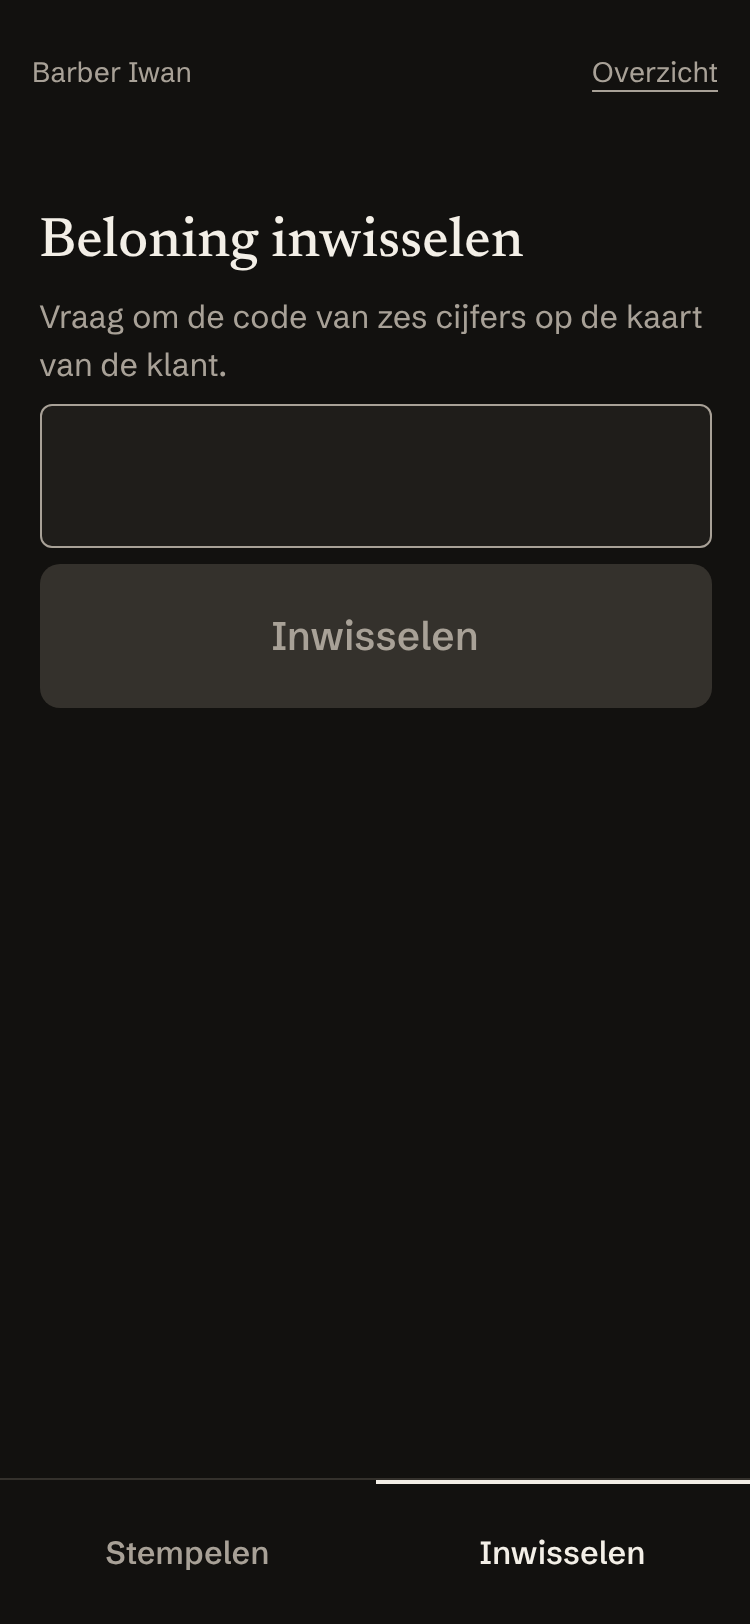 Barber Iwan
Overzicht
Beloning inwisselen
Vraag om de code van zes cijfers op de kaart
van de klant.
Inwisselen
Stempelen
Inwisselen